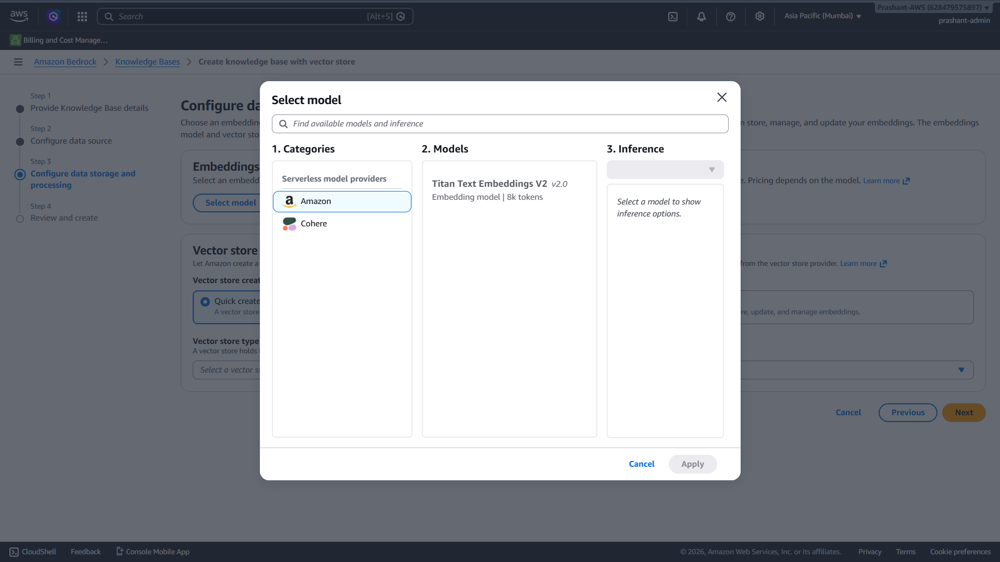 aws
Search
[Alt+S]
Asia Pacific (Mumbai)
Prashant-AWS (628479575897)
prashant-admin
Billing and Cost Manage...
Amazon Bedrock
Knowledge Bases
Create knowledge base with vector store
Step 1
Provide Knowledge Base details
Step 2
Configure data source
Step 3
Configure data storage and
processing
Step 4
Review and create
Configure
Choose an
n store, manage, and update your embeddings. The embeddings
model and vector
Embeddings
Select an
e. Pricing depends on the model. Learn more
Select model
Vector store
Let Amazon create a
from the vector store provider. Learn more
Vector store
Quick create
A vector store
re, update, and manage embeddings.
Vector store type
A vector store holds
Select a vector
Cancel
Previous
Next
Select model
Find available models and inference
1. Categories
Serverless model providers
Amazon
Cohere
2. Models
Titan Text Embeddings V2 v2.0
Embedding model | 8k tokens
3. Inference
Select a model to show
inference options.
Cancel
Apply
CloudShell
Feedback
Console Mobile App
© 2026, Amazon Web Services, Inc. or its affiliates.
Privacy
Terms
Cookie preferences